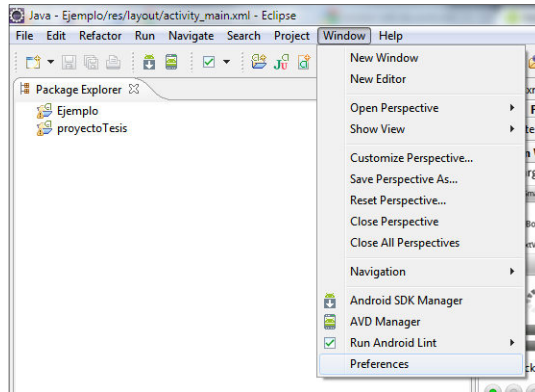 Java - Ejemplo/res/layout/activity_main.xml - Eclipse
File Edit Refactor Run Navigate Search Project Window Help
Package Explorer
Ejemplo
proyectoTesis
New Window
New Editor
Open Perspective
Show View
Customize Perspective...
Save Perspective As...
Reset Perspective...
Close Perspective
Close All Perspectives
Navigation
Android SDK Manager
AVD Manager
Run Android Lint
Preferences